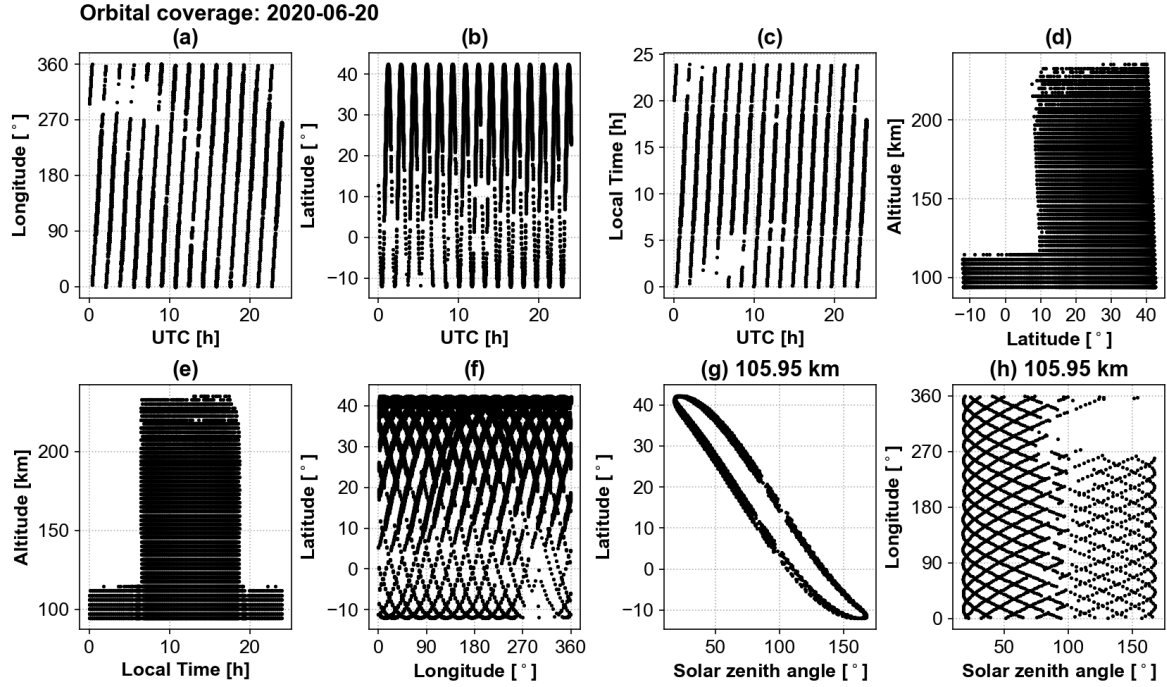 Orbital coverage: 2020-06-20
(a)
360
270
180
90
0
0 10 20
Longitude [°]
UTC [h]
(b)
40
30
20
10
0
−10
0 10 20
Latitude [°]
UTC [h]
(c)
25
20
15
10
5
0
0 10 20
Local Time [h]
UTC [h]
(d)
200
150
100
−10 0 10 20 30 40
Altitude [km]
Latitude [°]
(e)
200
150
100
0 10 20
Altitude [km]
Local Time [h]
(f)
40
30
20
10
0
−10
0 90 180 270 360
Latitude [°]
Longitude [°]
(g) 105.95 km
40
30
20
10
0
−10
50 100 150
Latitude [°]
Solar zenith angle [°]
(h) 105.95 km
360
270
180
90
0
50 100 150
Longitude [°]
Solar zenith angle [°]